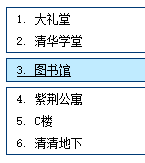 1. 大礼堂
2. 清华学堂
3. 图书馆
4. 紫荆公寓
5. C楼
6. 清清地下